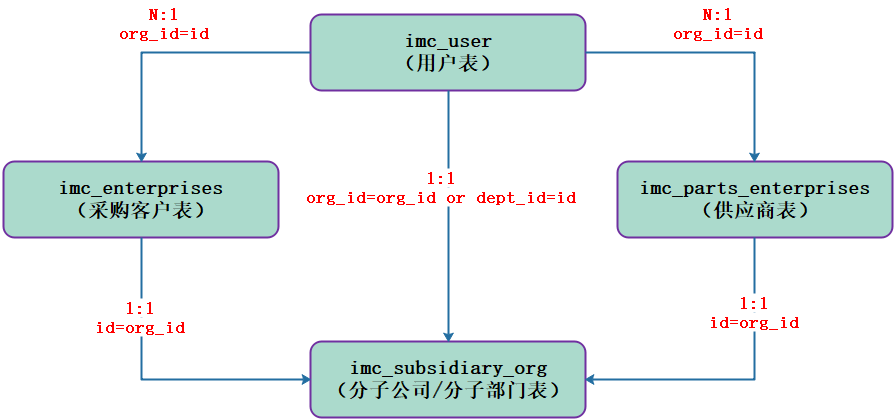 N:1
org_id=id
imc_user
（用户表）
N:1
org_id=id
imc_enterprises
（采购客户表）
1:1
org_id=org_id or dept_id=id
imc_parts_enterprises
（供应商表）
1:1
id=org_id
1:1
id=org_id
imc_subsidiary_org
（分子公司/分子部门表）